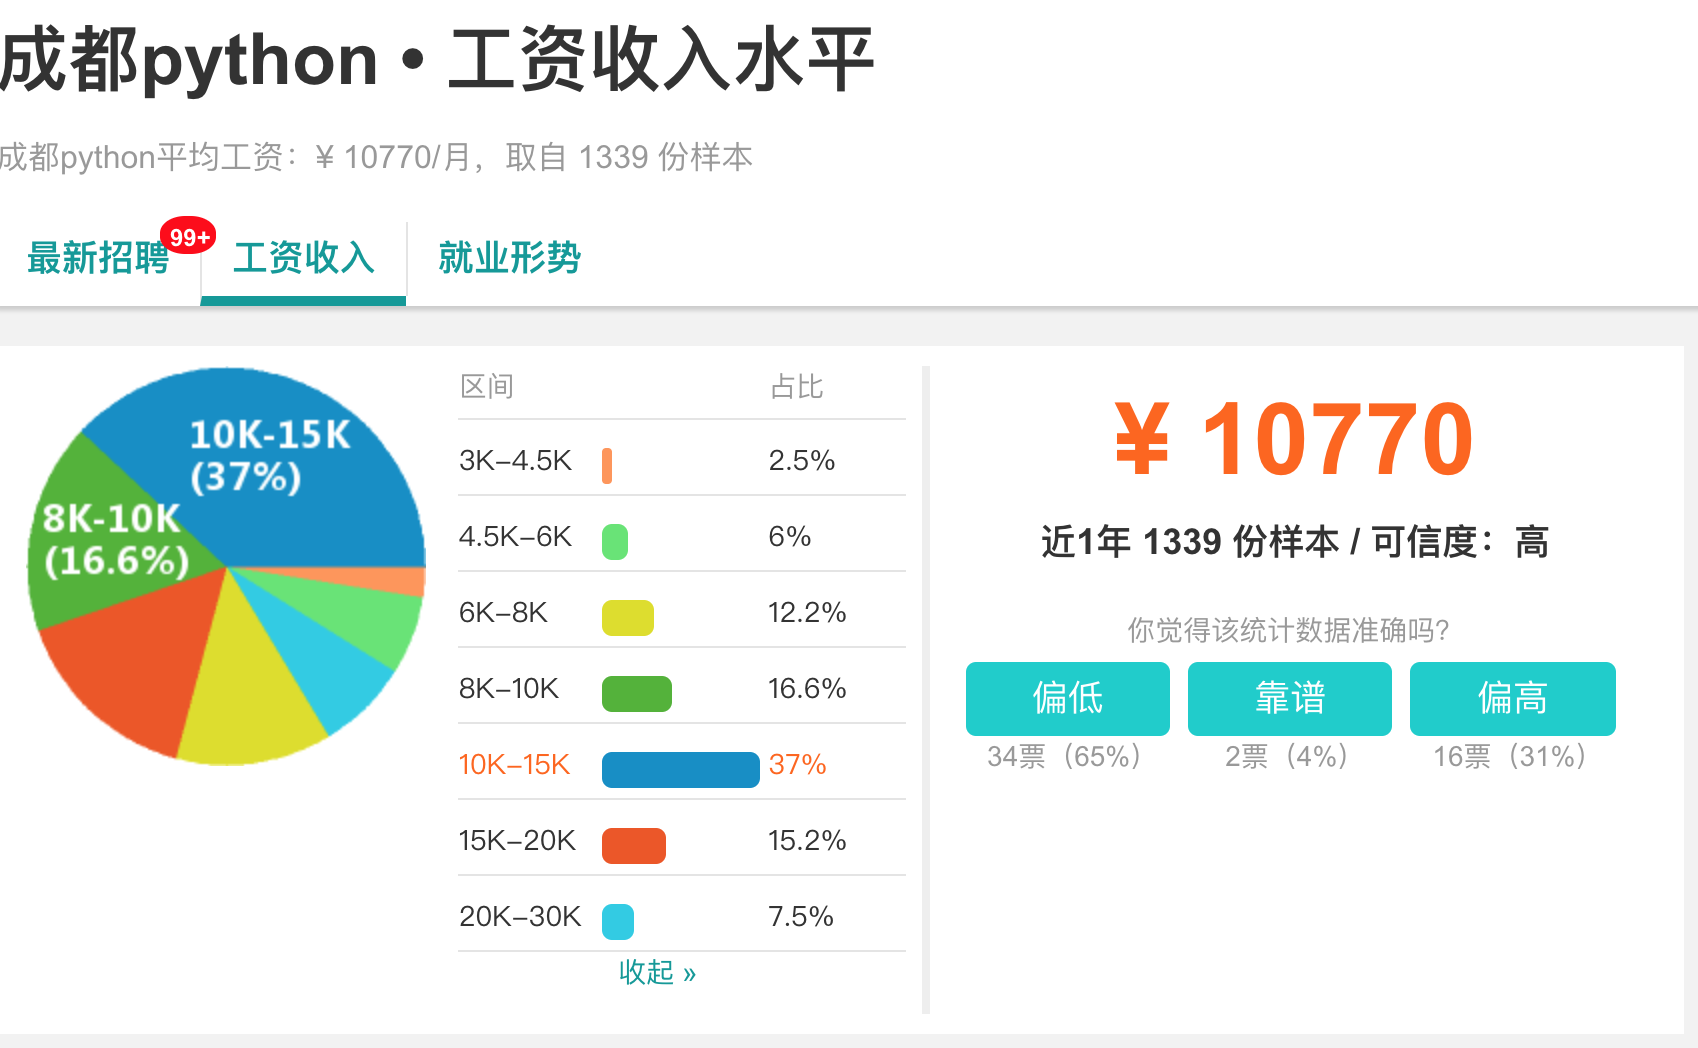 成都python • 工资收入水平
成都python平均工资：¥ 10770/月，取自 1339 份样本
最新招聘 99+ 工资收入 就业形势
10K-15K
(37%)
8K-10K
(16.6%)
区间 占比
3K–4.5K 2.5%
4.5K–6K 6%
6K–8K 12.2%
8K–10K 16.6%
10K–15K 37%
15K–20K 15.2%
20K–30K 7.5%
收起 »
¥ 10770
近1年 1339 份样本 / 可信度：高
你觉得该统计数据准确吗?
偏低 靠谱 偏高
34票（65%） 2票（4%） 16票（31%）